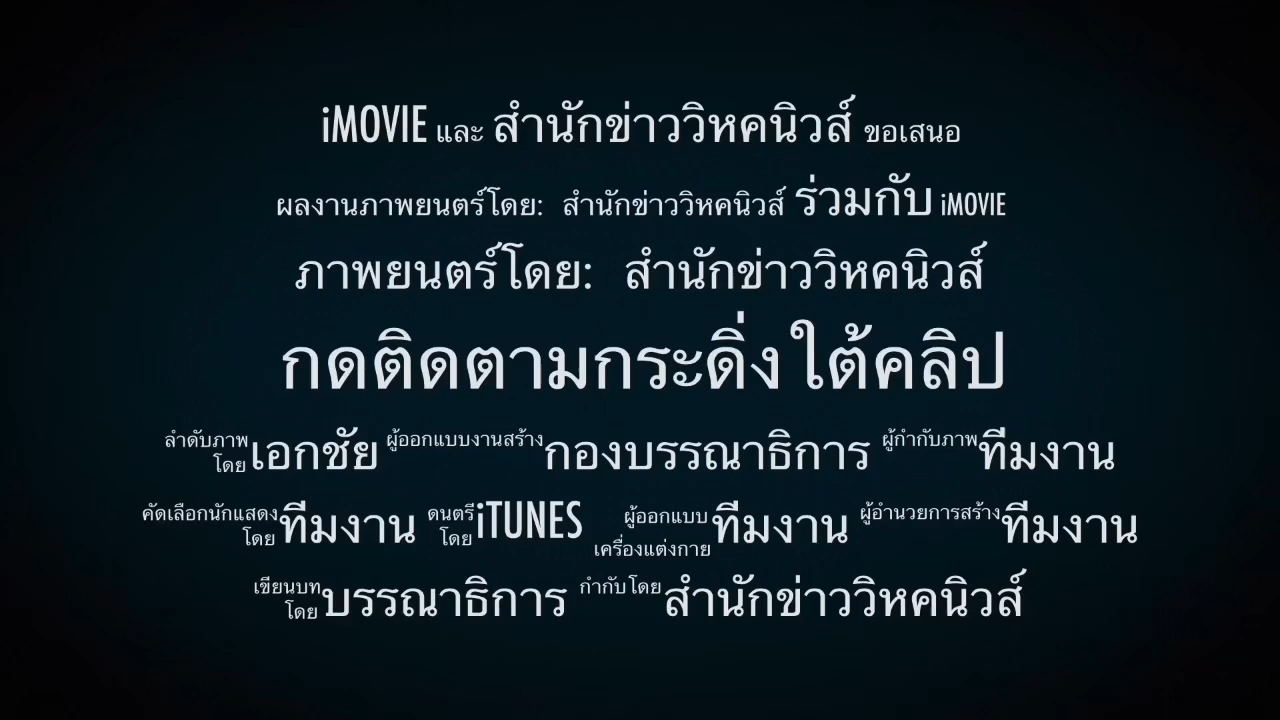 iMOVIE และ สำนักข่าววิหคนิวส์ ขอเสนอ
ผลงานภาพยนตร์โดย: สำนักข่าววิหคนิวส์ ร่วมกับ iMOVIE
ภาพยนตร์โดย: สำนักข่าววิหคนิวส์
กดติดตามกระดิ่ง ใต้คลิป
ลำดับภาพโดย เอกชัย ผู้ออกแบบงานสร้าง กองบรรณาธิการ ผู้กำกับภาพ ทีมงาน
คัดเลือกนักแสดงโดย ทีมงาน ดนตรีโดย iTUNES ผู้ออกแบบเครื่องแต่งกาย ทีมงาน ผู้อำนวยการสร้าง ทีมงาน
เขียนบทโดย บรรณาธิการ กำกับโดย สำนักข่าววิหคนิวส์